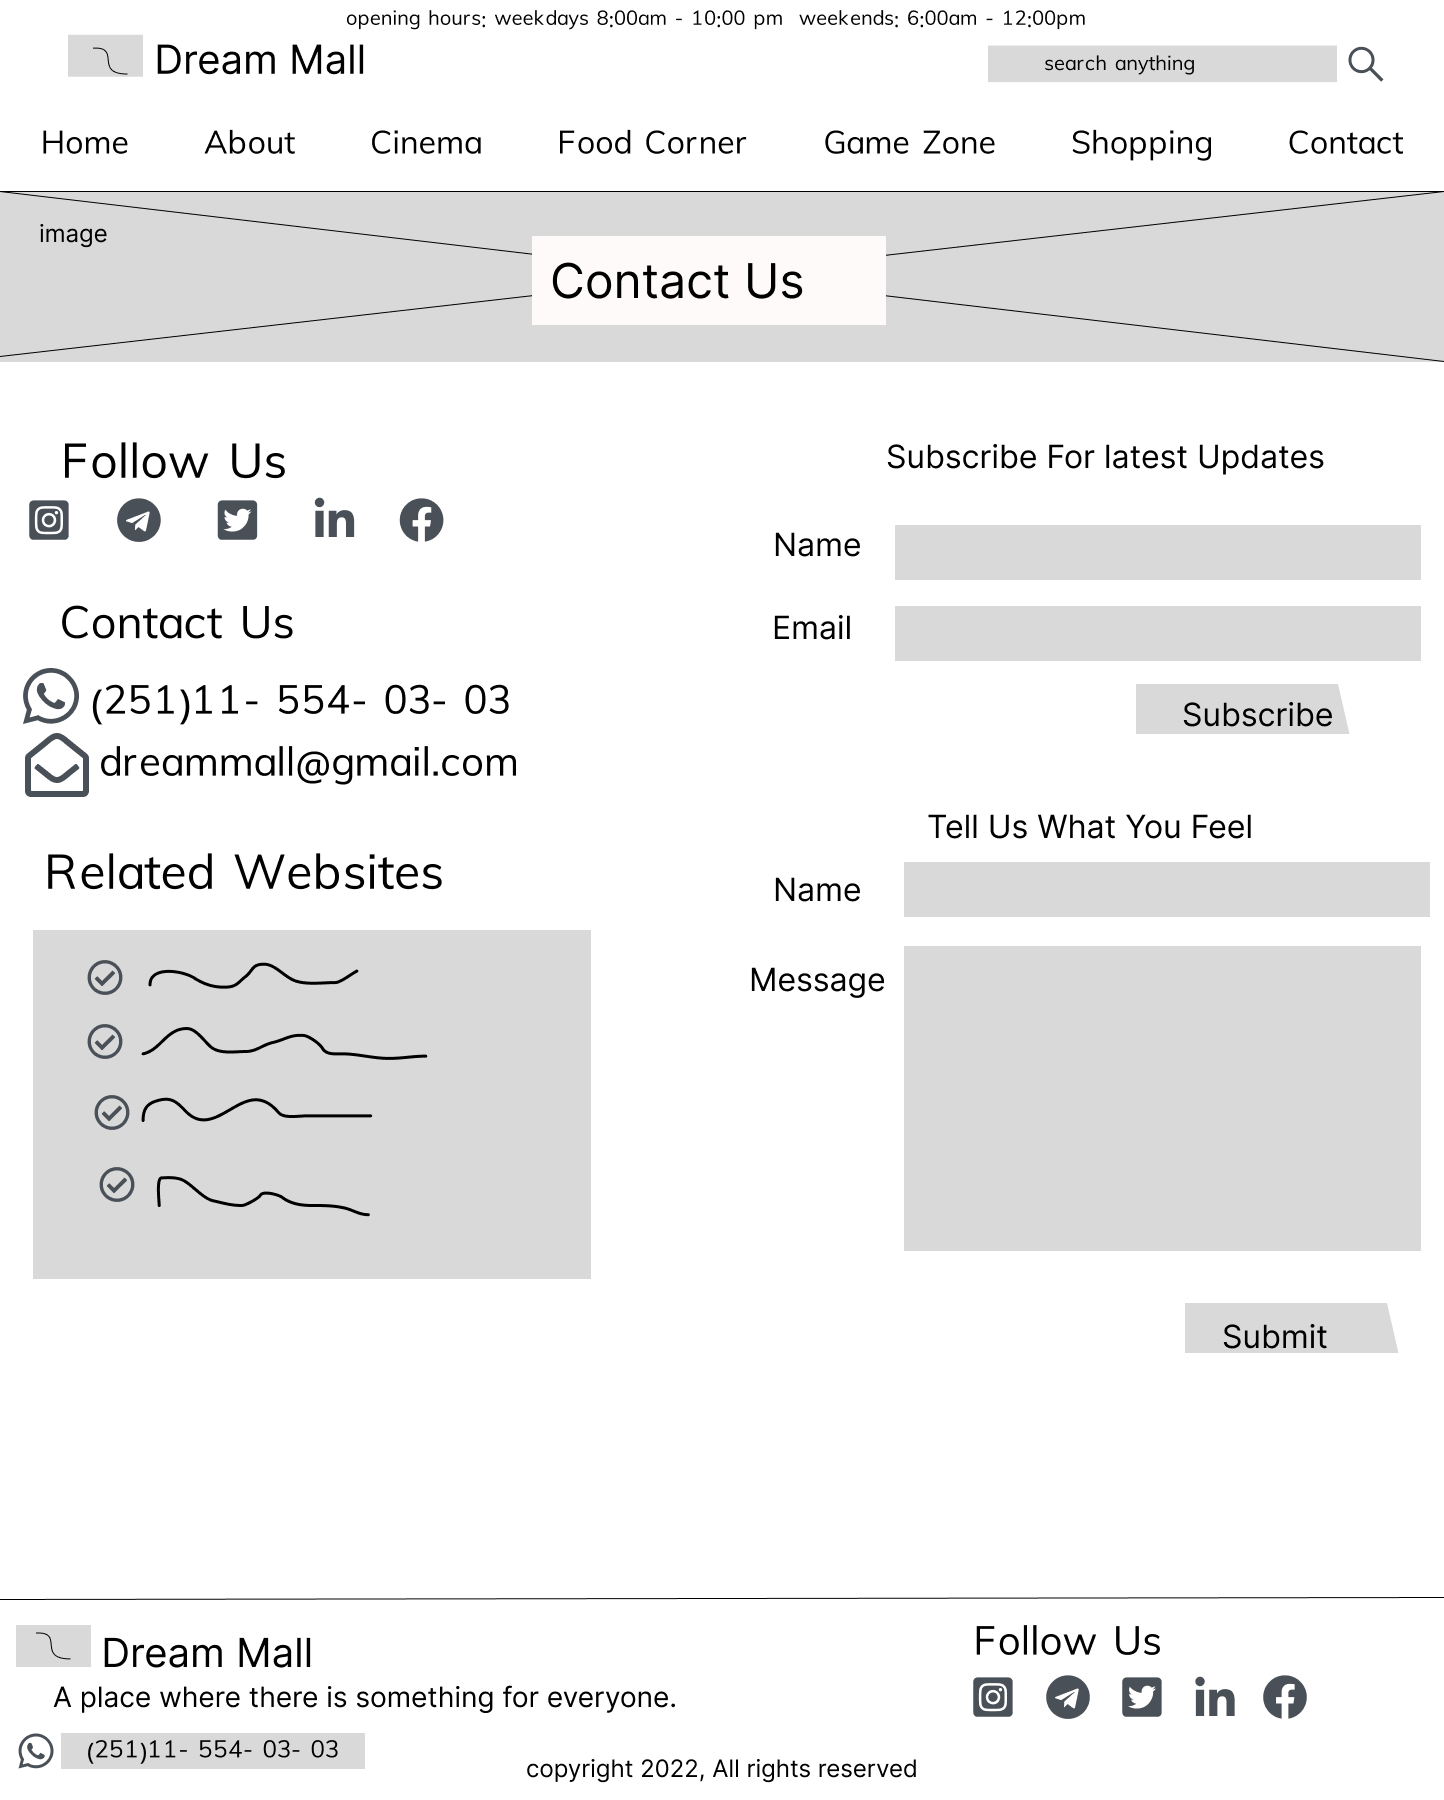 opening hours: weekdays 8:00am - 10:00 pm weekends: 6:00am - 12:00pm
Dream Mall
search anything
Home About Cinema Food Corner Game Zone Shopping Contact
image
Contact Us
Follow Us
Contact Us
(251)11- 554- 03- 03
dreammall@gmail.com
Related Websites
Subscribe For latest Updates
Name
Email
Subscribe
Tell Us What You Feel
Name
Message
Submit
Dream Mall
A place where there is something for everyone.
(251)11- 554- 03- 03
Follow Us
copyright 2022, All rights reserved